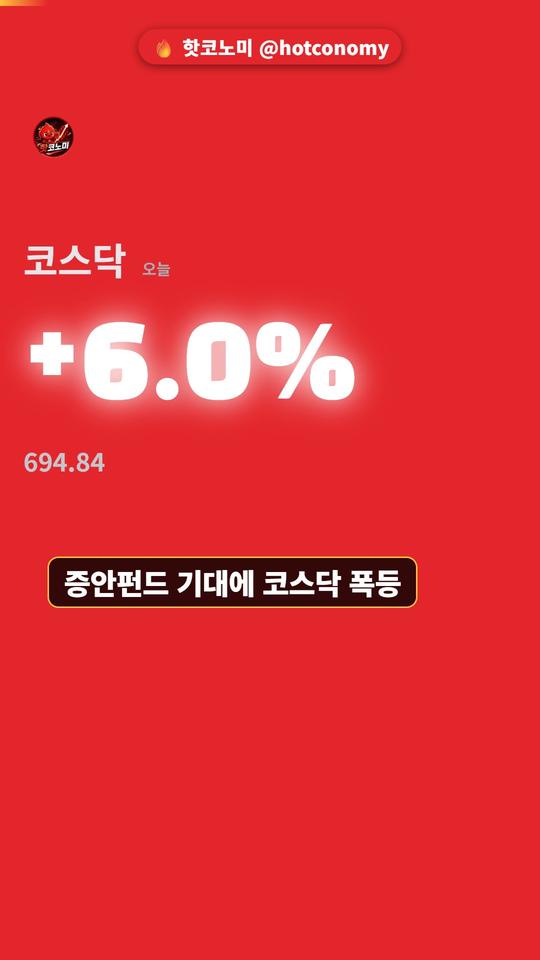 핫코노미 @hotconomy
핫코노미
코스닥 오늘
+6.0%
694.84
증안펀드 기대에 코스닥 폭등